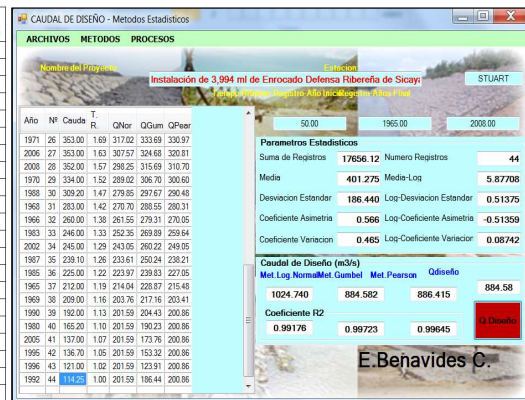 CAUDAL DE DISEÑO - Metodos Estadisticos
ARCHIVOS METODOS PROCESOS
Nombre del Proyecto
Estacion
Instalación de 3,994 ml de Enrocado Defensa Ribereña de Sicaya
STUART
50.00 1965.00 2008.00
Año Nº Cauda T. R. QNor QGum QPear
1971 26 353.00 1.69 317.02 333.69 330.97
2006 27 353.00 1.63 307.57 324.68 320.81
2008 28 352.00 1.57 298.25 315.69 310.70
1970 29 334.00 1.52 289.02 306.70 300.60
1988 30 309.20 1.47 279.85 297.67 290.48
1968 31 283.00 1.42 270.70 288.55 280.31
1966 32 260.00 1.38 261.55 279.31 270.05
1983 33 246.00 1.33 252.35 269.89 259.64
2002 34 245.00 1.29 243.05 260.22 249.05
1987 35 239.10 1.26 233.61 250.24 238.21
1986 36 225.00 1.22 223.97 239.83 227.05
1965 37 212.00 1.19 214.04 228.87 215.48
1969 38 209.00 1.16 203.76 217.16 203.41
1990 39 192.00 1.13 201.59 204.43 200.86
1980 40 165.20 1.10 201.59 190.23 200.86
2005 41 137.00 1.07 201.59 173.76 200.86
1995 42 136.70 1.05 201.59 153.32 200.86
1996 43 121.00 1.02 201.59 123.91 200.86
1992 44 114.25 1.00 201.59 186.44 200.86
Parametros Estadisticos
Suma de Registros 17656.12 Numero Registros 44
Media 401.275 Media-Log 5.87708
Desviacion Estandar 186.440 Log-Desviacion Estandar 0.51375
Coeficiente Asimetria 0.566 Log-Coeficiente Asimetria -0.51359
Coeficiente Variacion 0.465 Log-Coeficiente Variacion 0.08742
Caudal de Diseño (m3/s)
Met.Log.Normal Met.Gumbel Met.Pearson Qdiseño
1024.740 884.582 886.415 884.58
Coeficiente R2
0.99176 0.99723 0.99645 Q.Diseño
E.Benavides C.